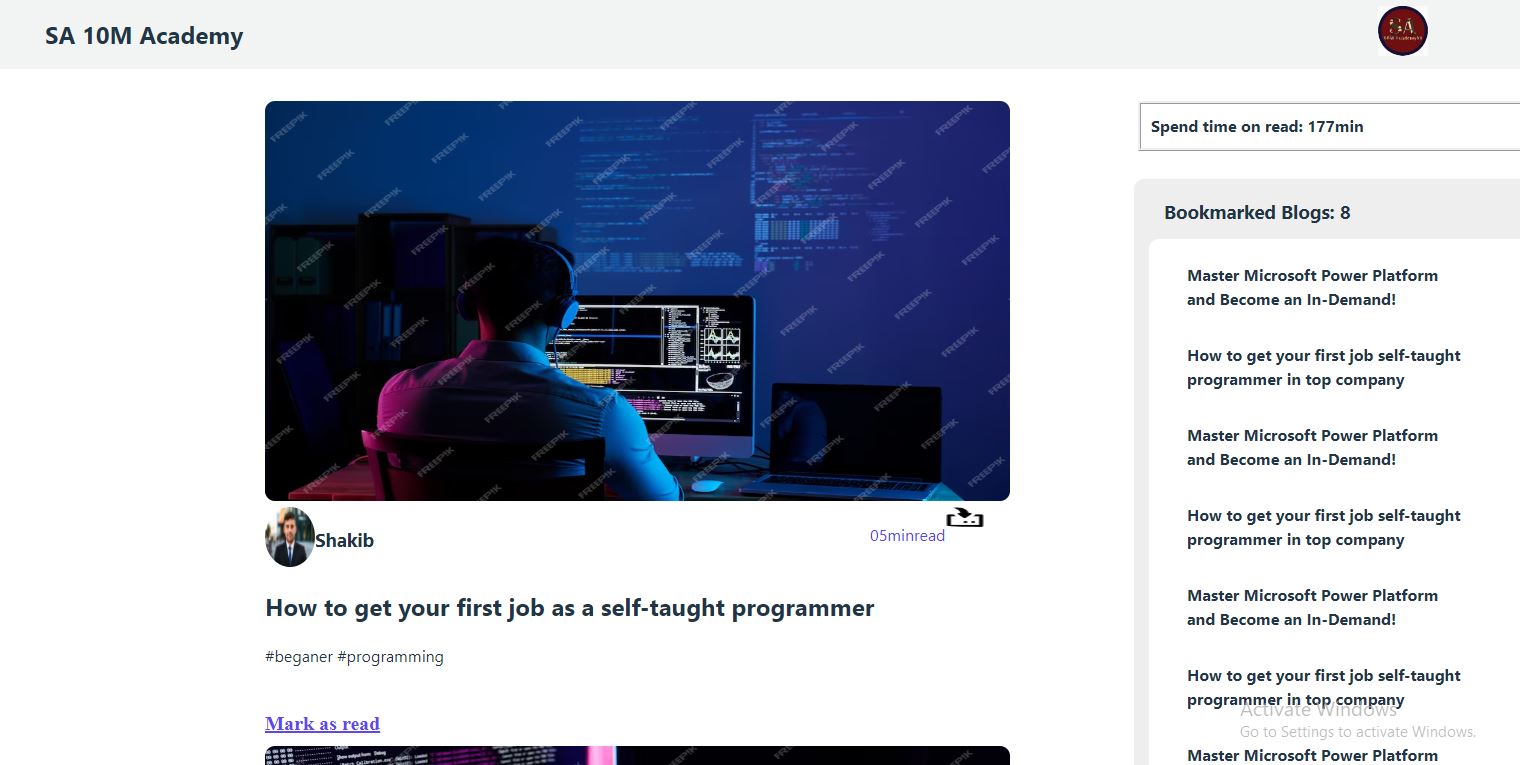 SA 10M Academy
SA
Spend time on read: 177min
Bookmarked Blogs: 8
Master Microsoft Power Platform
and Become an In-Demand!
How to get your first job self-taught
programmer in top company
Master Microsoft Power Platform
and Become an In-Demand!
How to get your first job self-taught
programmer in top company
Master Microsoft Power Platform
and Become an In-Demand!
How to get your first job self-taught
programmer in top company
Master Microsoft Power Platform
FREEPIK
Shakib
05minread
How to get your first job as a self-taught programmer
#beganer #programming
Mark as read
Activate Windows
Go to Settings to activate Windows.